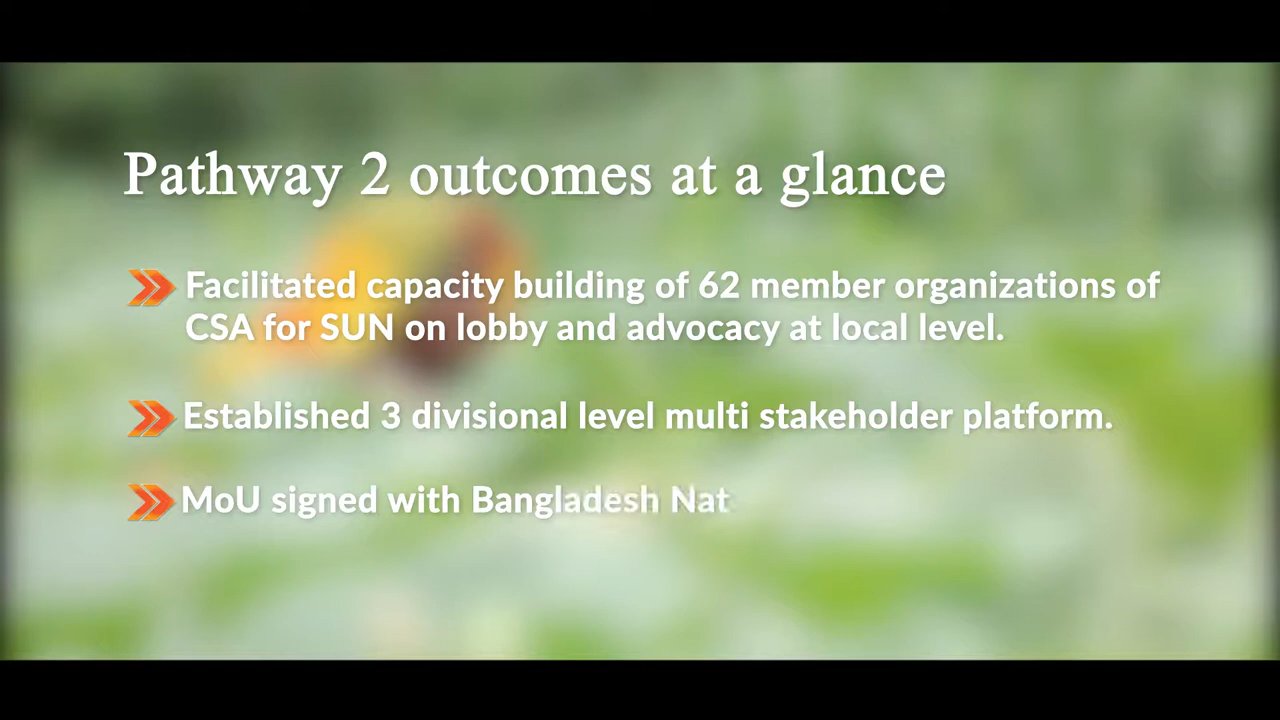 Pathway 2 outcomes at a glance
Facilitated capacity building of 62 member organizations of
CSA for SUN on lobby and advocacy at local level.
Established 3 divisional level multi stakeholder platform.
MoU signed with Bangladesh Nat